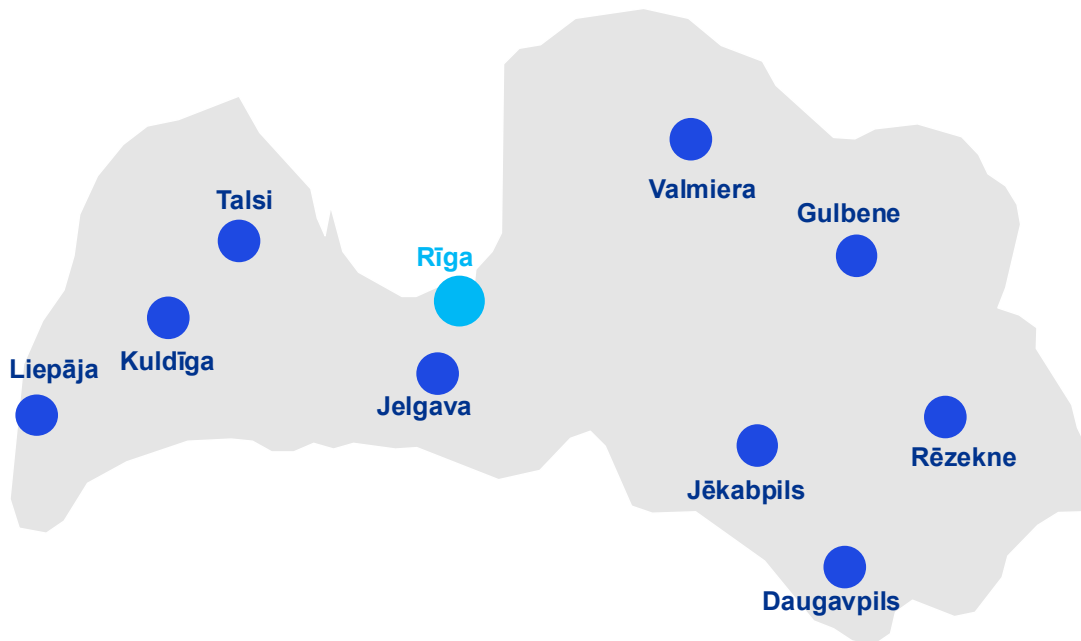 Valmiera
Talsi
Gulbene
Rīga
Kuldīga
Liepāja
Jelgava
Rēzekne
Jēkabpils
Daugavpils